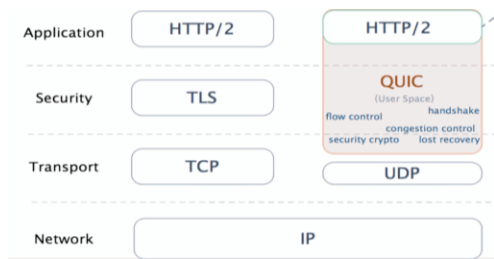 Application
HTTP/2
HTTP/2
QUIC
(User Space)
Security
TLS
handshake
flow control
congestion control
security crypto
lost recovery
Transport
TCP
UDP
Network
IP